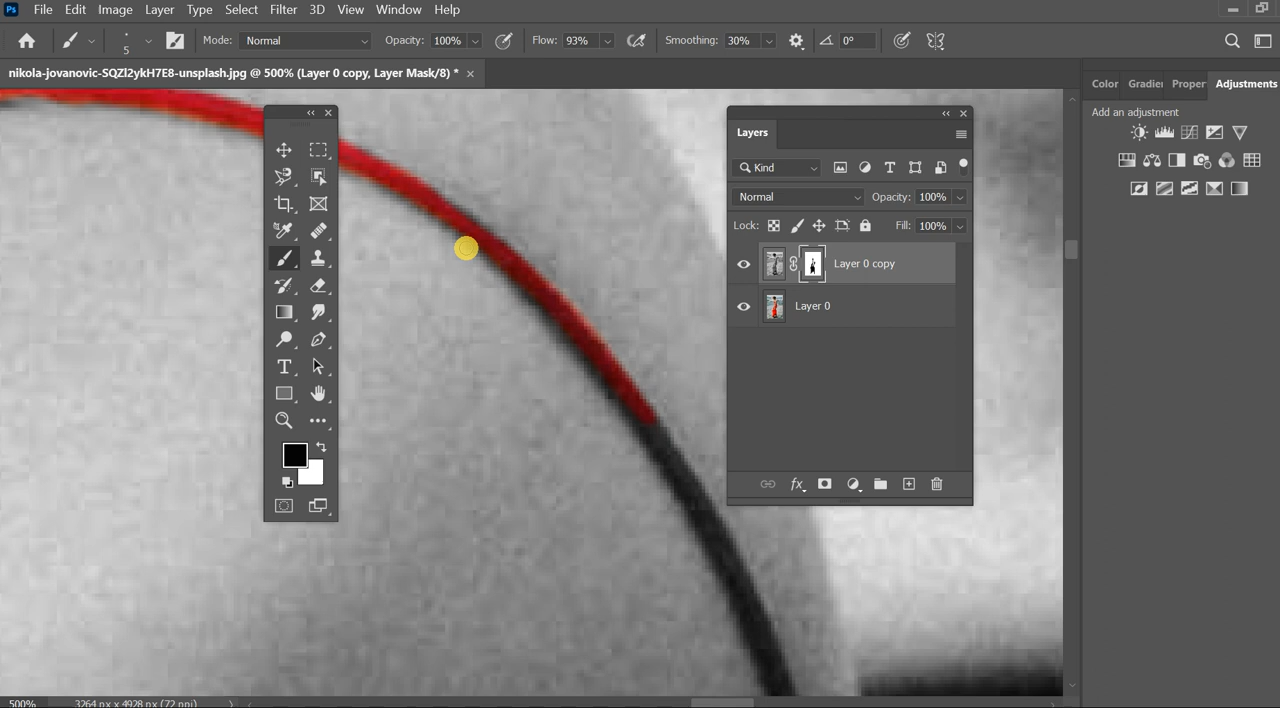 Ps File Edit Image Layer Type Select Filter 3D View Window Help
5 Mode: Normal Opacity: 100% Flow: 93% Smoothing: 30% 0°
nikola-jovanovic-SQZl2ykH7E8-unsplash.jpg @ 500% (Layer 0 copy, Layer Mask/8) * ×
Color Gradie Proper Adjustments
Add an adjustment
Layers
Kind
Normal Opacity: 100%
Lock: Fill: 100%
Layer 0 copy
Layer 0
fx
500% 3264 px x 4928 px (72 ppi)